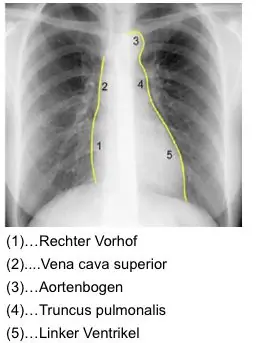 3
2
4
1
5
(1)...Rechter Vorhof
(2)....Vena cava superior
(3)...Aortenbogen
(4)...Truncus pulmonalis
(5)...Linker Ventrikel